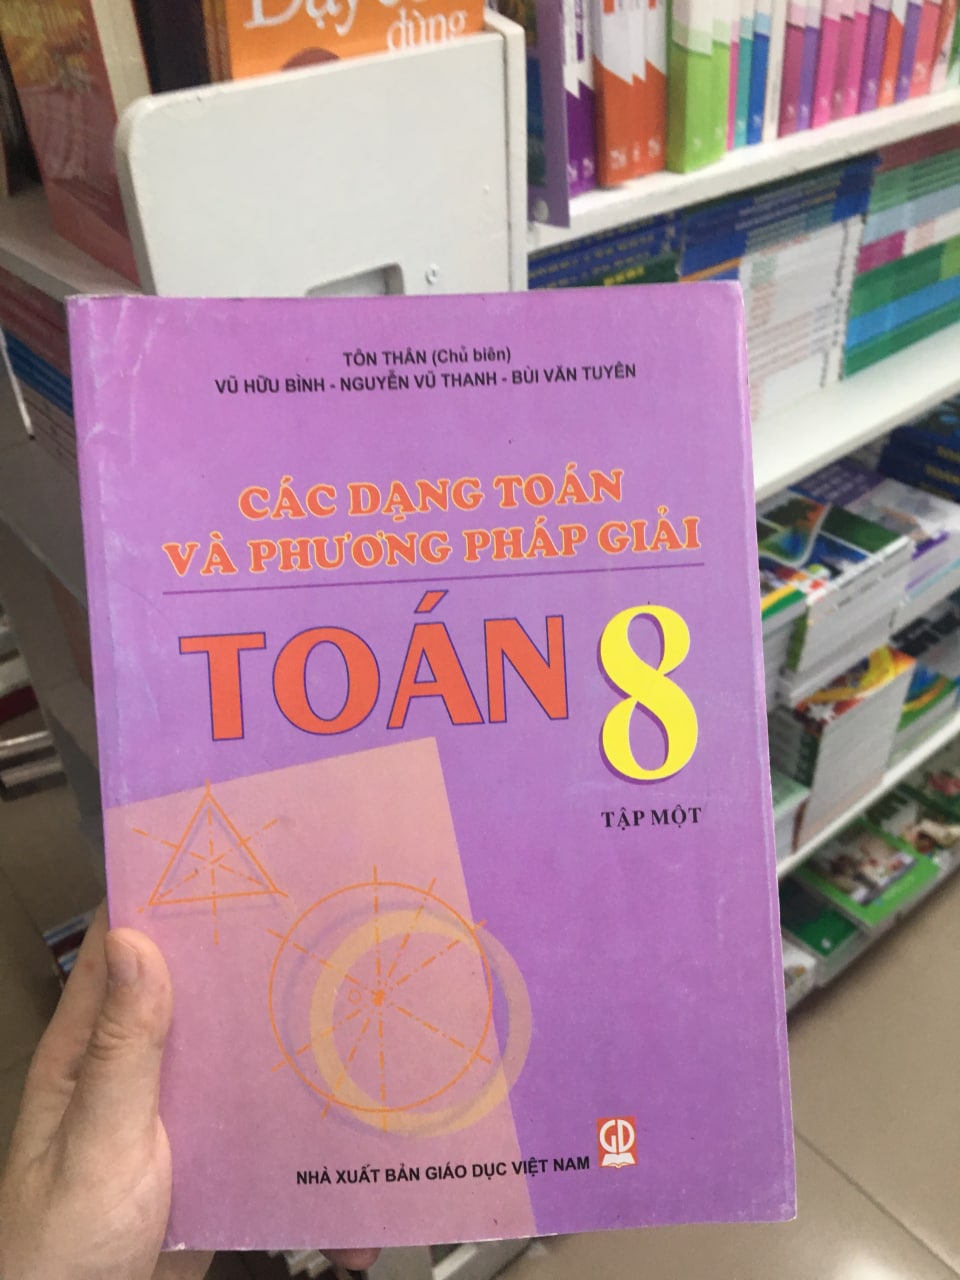 Dạy
dùng
TÔN THÂN (Chủ biên)
VŨ HỮU BÌNH - NGUYỄN VŨ THANH - BÙI VĂN TUYÊN
CÁC DẠNG TOÁN
VÀ PHƯƠNG PHÁP GIẢI
TOÁN 8
TẬP MỘT
NHÀ XUẤT BẢN GIÁO DỤC VIỆT NAM
GD